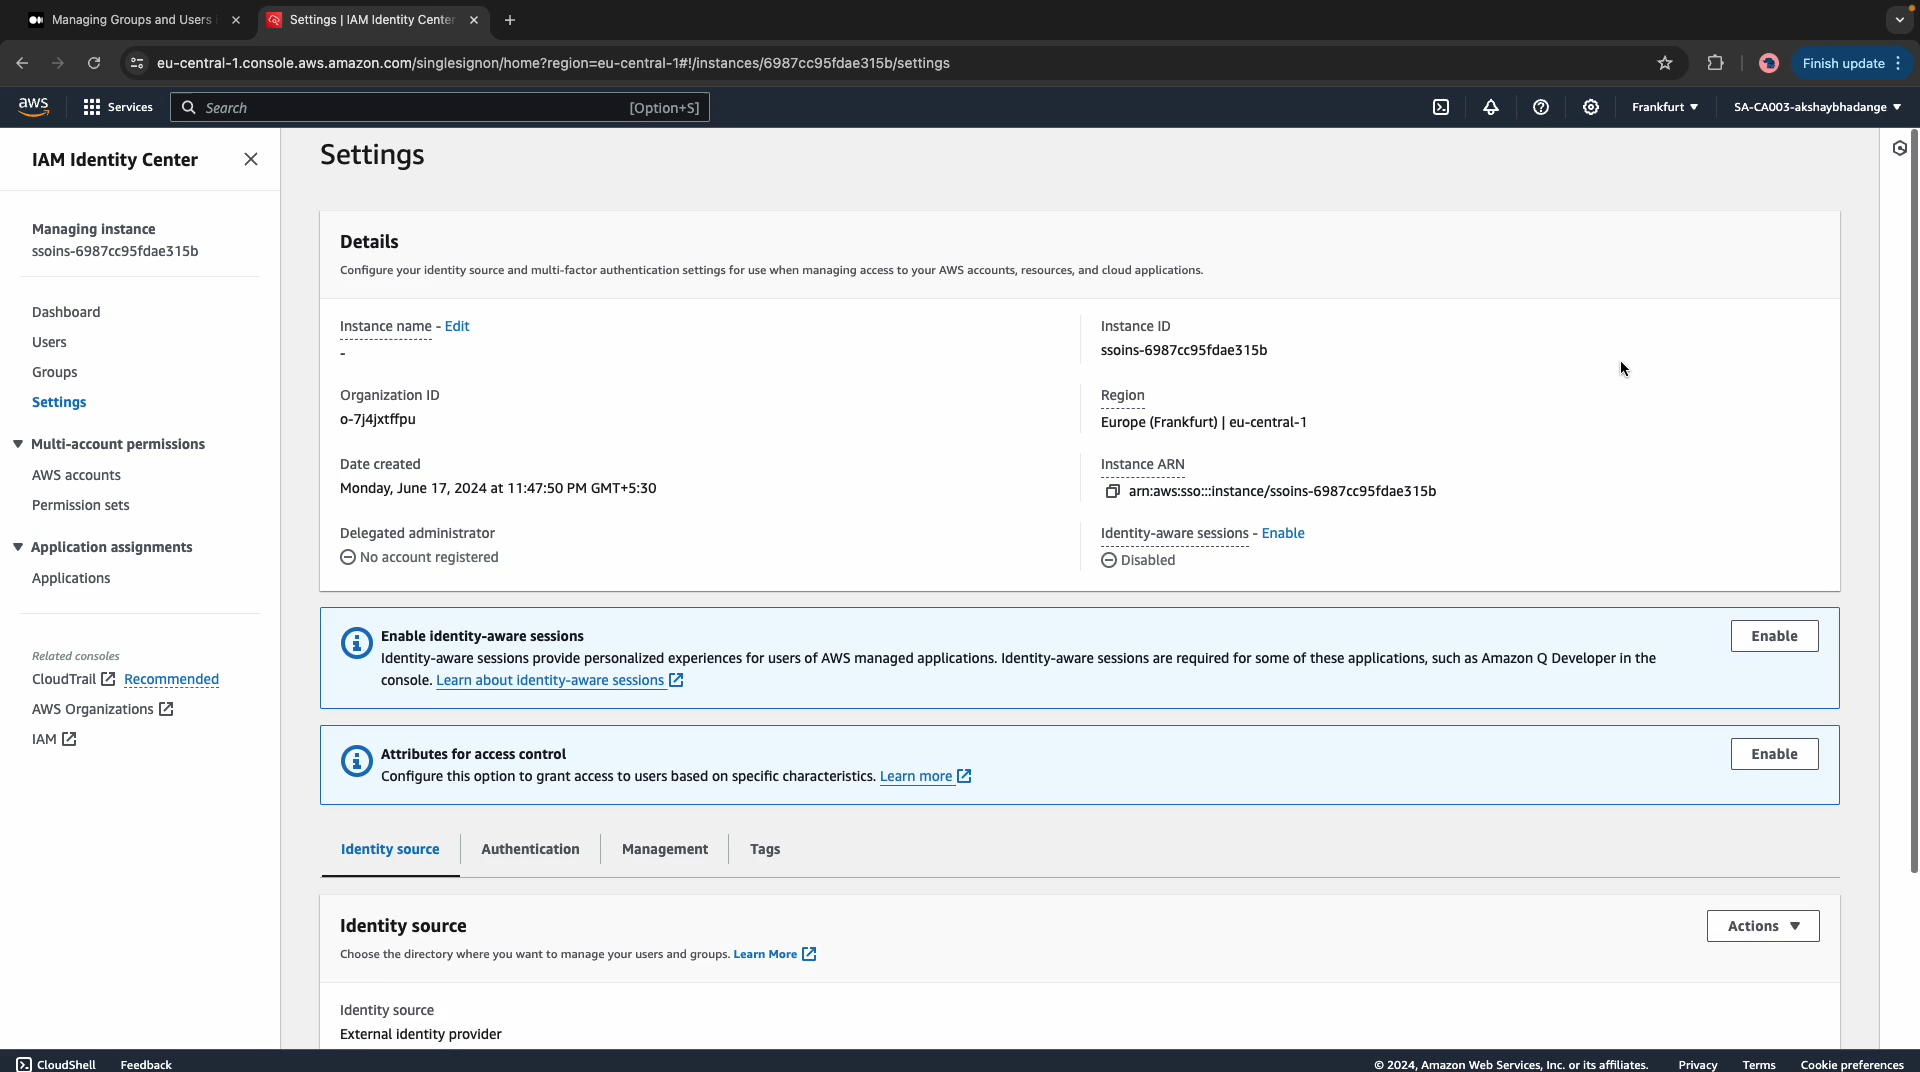 Managing Groups and Users
Settings | IAM Identity Center
eu-central-1.console.aws.amazon.com/singlesignon/home?region=eu-central-1#!/instances/6987cc95fdae315b/settings
Finish update
aws
Services
Search
[Option+S]
Frankfurt
SA-CA003-akshaybhadange
IAM Identity Center
Managing instance
ssoins-6987cc95fdae315b
Dashboard
Users
Groups
Settings
Multi-account permissions
AWS accounts
Permission sets
Application assignments
Applications
Related consoles
CloudTrail Recommended
AWS Organizations
IAM
Settings
Details
Configure your identity source and multi-factor authentication settings for use when managing access to your AWS accounts, resources, and cloud applications.
Instance name - Edit
-
Instance ID
ssoins-6987cc95fdae315b
Organization ID
o-7j4jxtffpu
Region
Europe (Frankfurt) | eu-central-1
Date created
Monday, June 17, 2024 at 11:47:50 PM GMT+5:30
Instance ARN
arn:aws:sso:::instance/ssoins-6987cc95fdae315b
Delegated administrator
No account registered
Identity-aware sessions - Enable
Disabled
Enable identity-aware sessions
Identity-aware sessions provide personalized experiences for users of AWS managed applications. Identity-aware sessions are required for some of these applications, such as Amazon Q Developer in the
console. Learn about identity-aware sessions
Enable
Attributes for access control
Configure this option to grant access to users based on specific characteristics. Learn more
Enable
Identity source
Authentication
Management
Tags
Identity source
Choose the directory where you want to manage your users and groups. Learn More
Actions
Identity source
External identity provider
CloudShell
Feedback
© 2024, Amazon Web Services, Inc. or its affiliates.
Privacy
Terms
Cookie preferences